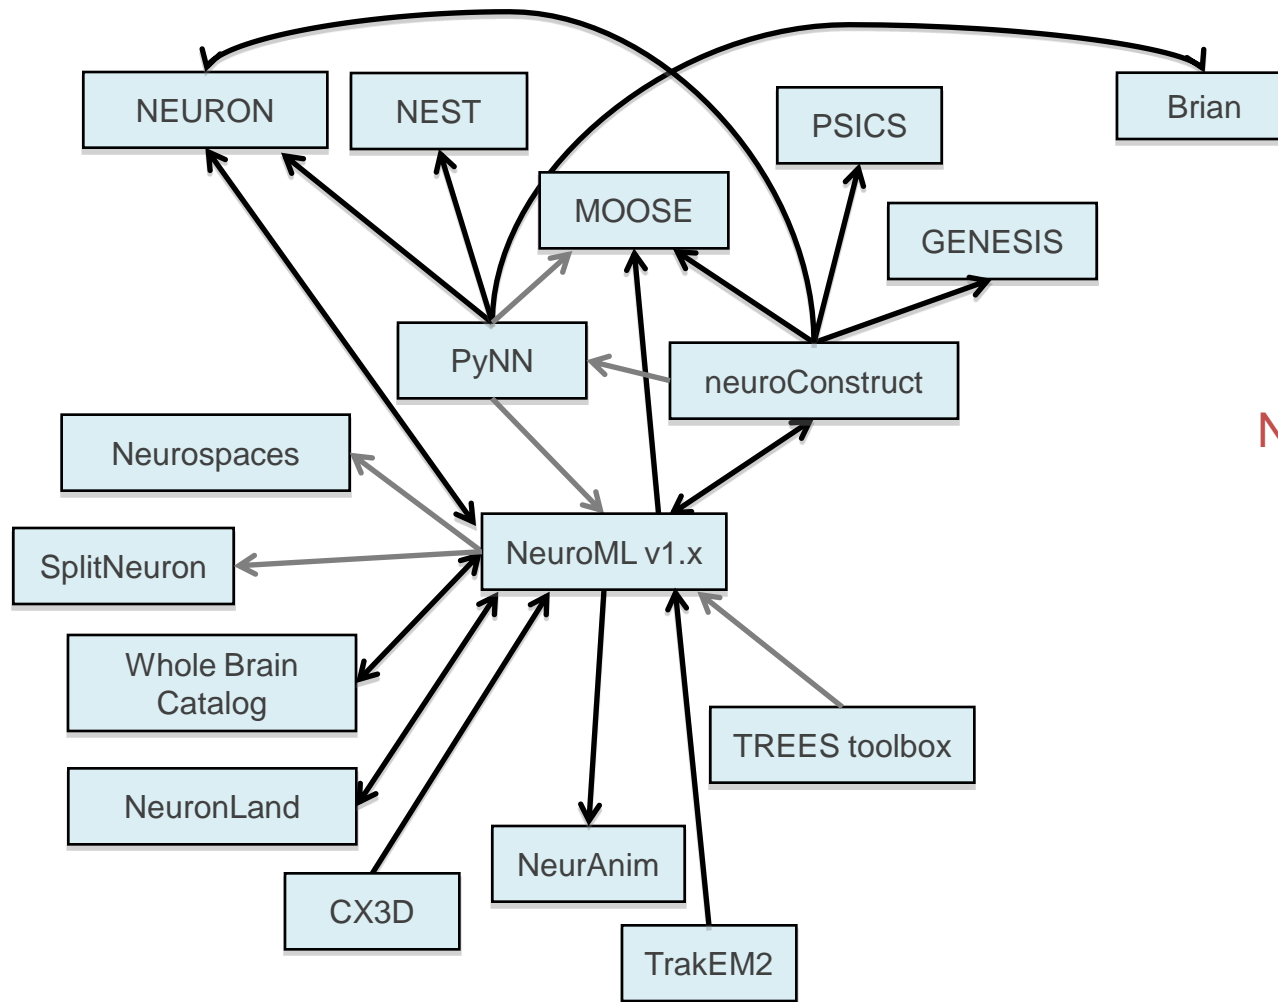 NEURON
NEST
PSICS
Brian
MOOSE
GENESIS
PyNN
neuroConstruct
N
Neurospaces
NeuroML v1.x
SplitNeuron
Whole Brain
Catalog
TREES toolbox
NeuronLand
NeurAnim
CX3D
TrakEM2